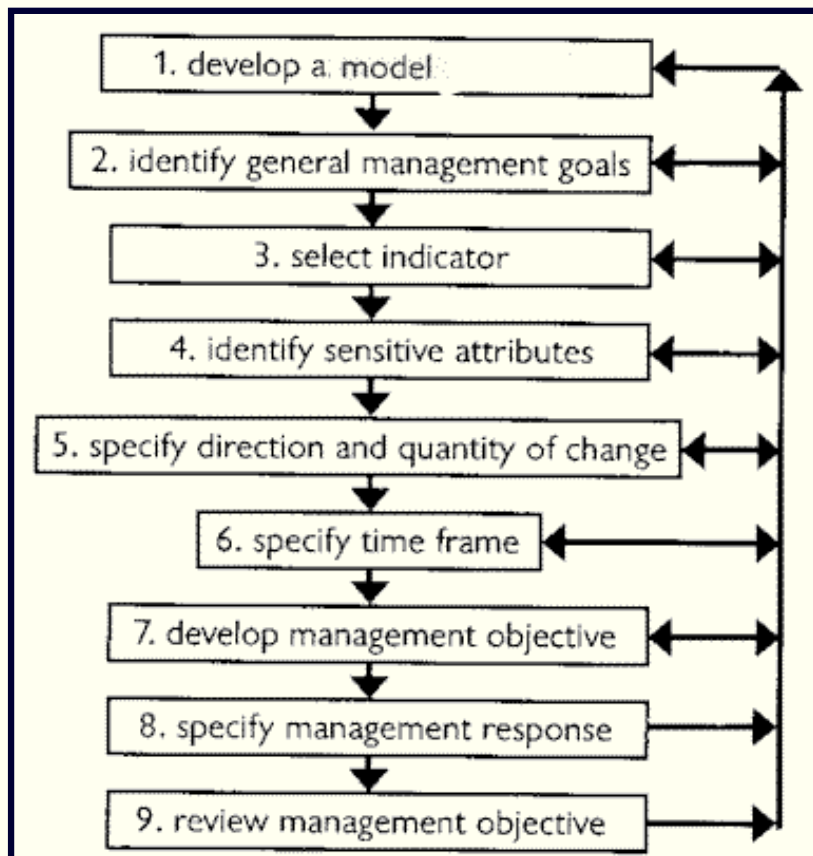 1. develop a model
2. identify general management goals
3. select indicator
4. identify sensitive attributes
5. specify direction and quantity of change
6. specify time frame
7. develop management objective
8. specify management response
9. review management objective